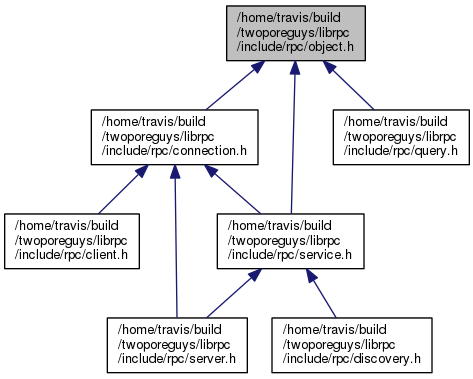 /home/travis/build
/twoporeguys/librpc
/include/rpc/object.h
/home/travis/build
/twoporeguys/librpc
/include/rpc/connection.h
/home/travis/build
/twoporeguys/librpc
/include/rpc/query.h
/home/travis/build
/twoporeguys/librpc
/include/rpc/client.h
/home/travis/build
/twoporeguys/librpc
/include/rpc/service.h
/home/travis/build
/twoporeguys/librpc
/include/rpc/server.h
/home/travis/build
/twoporeguys/librpc
/include/rpc/discovery.h